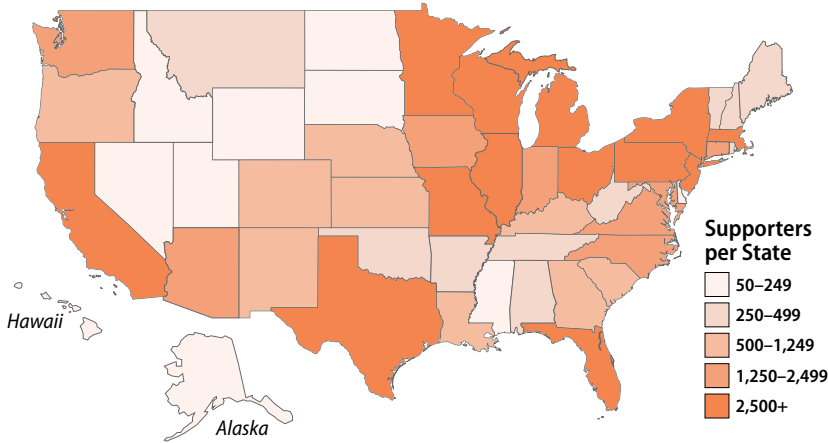 Supporters
per State
50–249
250–499
500–1,249
1,250–2,499
2,500+
Hawaii
Alaska